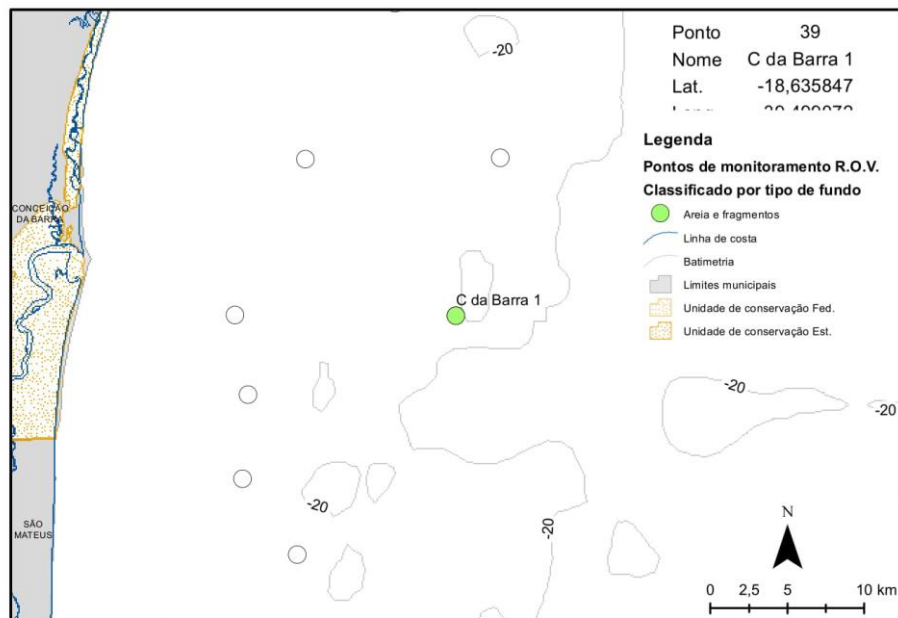 -20
Ponto 39
Nome C da Barra 1
Lat. -18,635847
Legenda
Pontos de monitoramento R.O.V.
Classificado por tipo de fundo
Areia e fragmentos
Linha de costa
Batimetria
Limites municipais
Unidade de conservação Fed.
Unidade de conservação Est.
CONCEIÇÃO
DA BARRA
C da Barra 1
-20
-20
-20
-20
SÃO
MATEUS
N
0 2,5 5 10 km